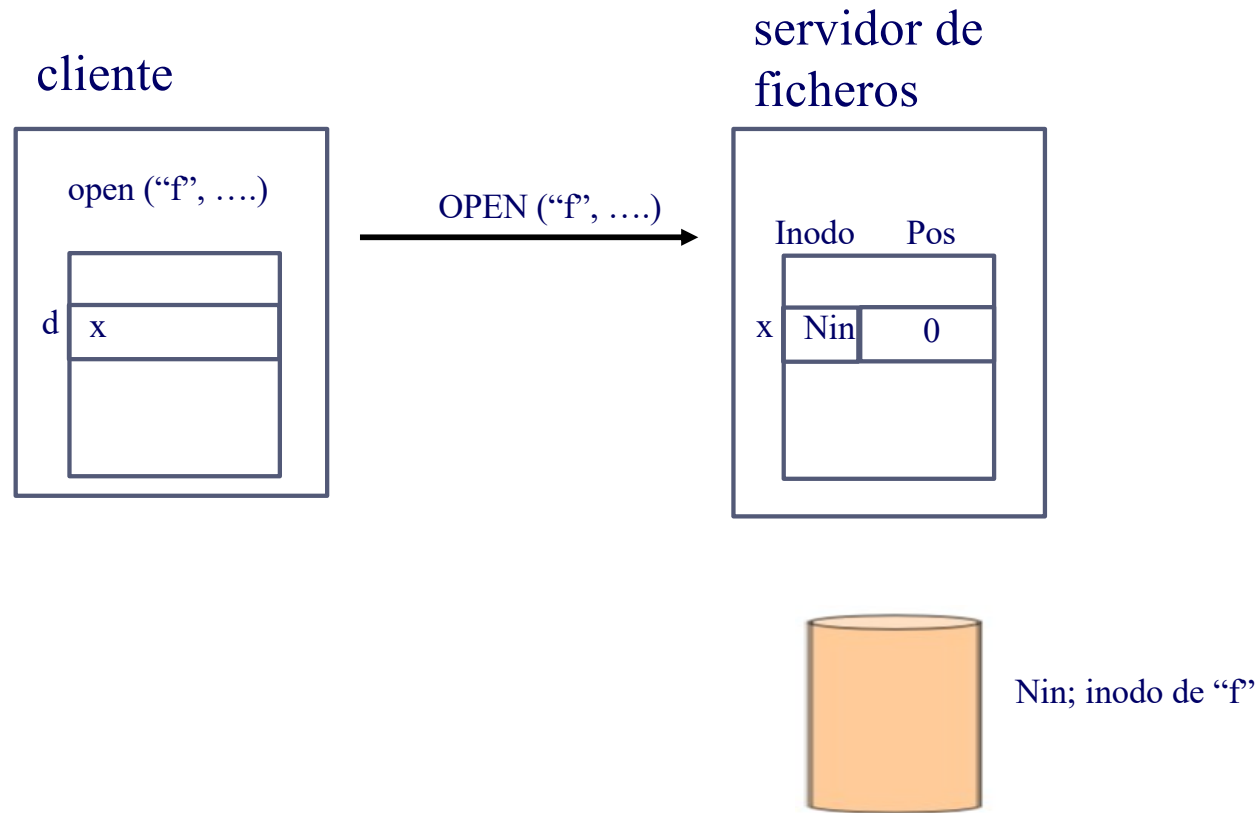 cliente
open (“f”, ….)
d
x
OPEN (“f”, ….)
servidor de
ficheros
Inodo Pos
x
Nin
0
Nin; inodo de “f”